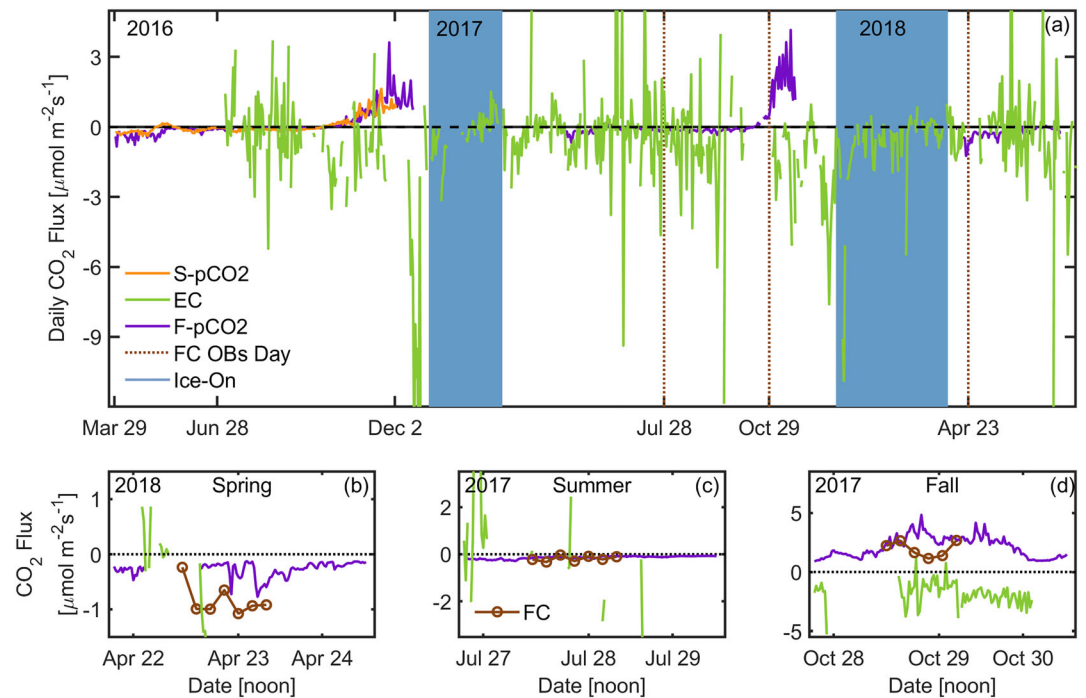 2016
2017
2018
(a)
Daily CO2 Flux [µmol m-2s-1]
3
0
-3
-6
-9
S-pCO2
EC
F-pCO2
FC OBs Day
Ice-On
Mar 29
Jun 28
Dec 2
Jul 28
Oct 29
Apr 23
2018 Spring (b)
CO2 Flux
[µmol m-2s-1]
1
0
-1
Apr 22
Apr 23
Apr 24
Date [noon]
2017 Summer (c)
2
0
-2
FC
Jul 27
Jul 28
Jul 29
Date [noon]
2017 Fall (d)
5
0
-5
Oct 28
Oct 29
Oct 30
Date [noon]